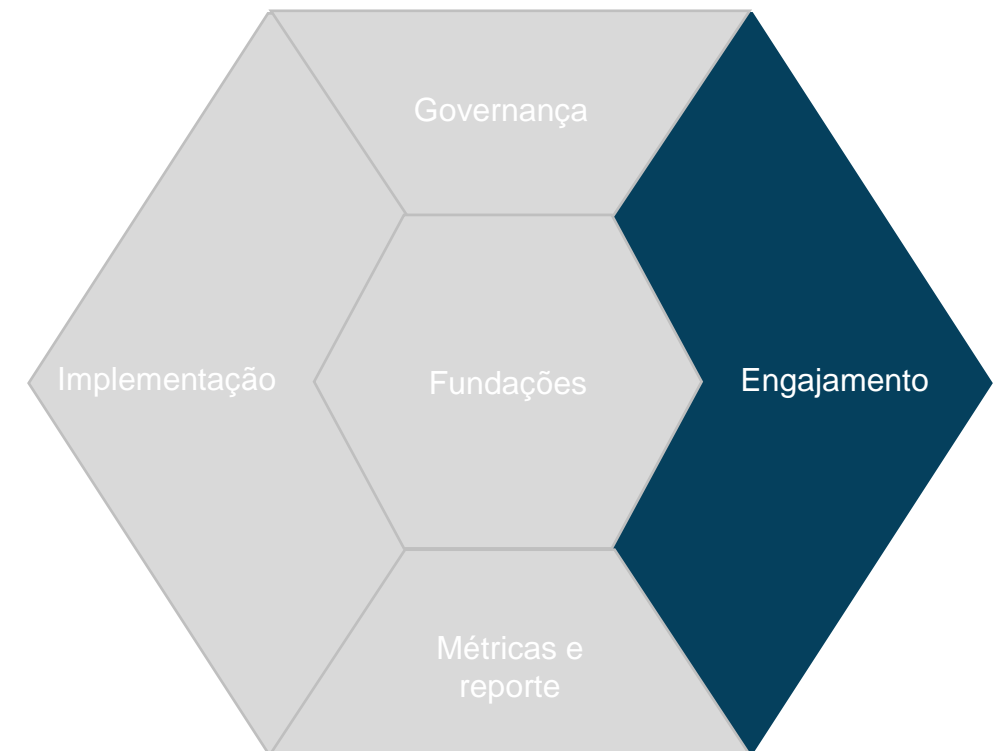 Governança
Implementação
Fundações
Engajamento
Métricas e
reporte